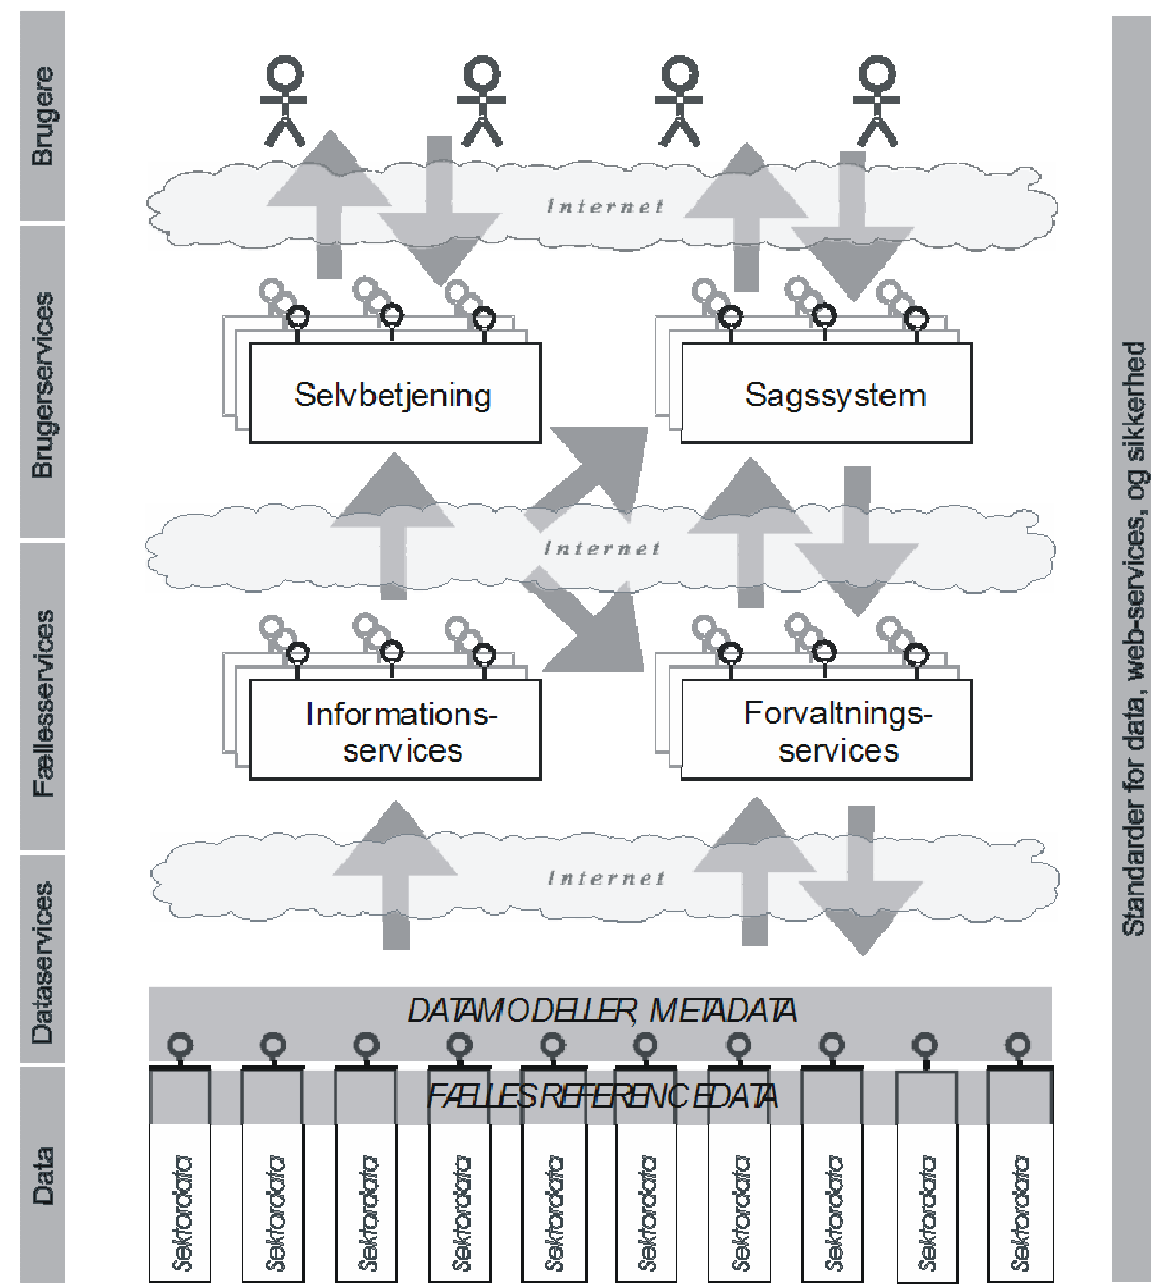 Brugere
Internet
Brugerservices
Selvbetjening
Sagssystem
Internet
Fællesservices
Informations-
services
Forvaltnings-
services
Internet
Dataservices
DATAMODELLER, METADATA
FÆLLES REFERENCEDATA
Data
Sektordata
Sektordata
Sektordata
Sektordata
Sektordata
Sektordata
Sektordata
Sektordata
Sektordata
Sektordata
Standarder for data, web-services, og sikkerhed